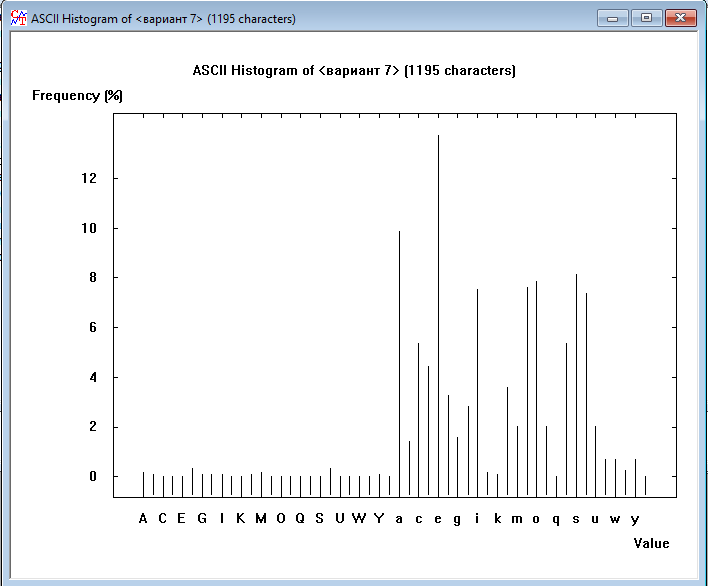 ASCII Histogram of <вариант 7> (1195 characters)
ASCII Histogram of <вариант 7> (1195 characters)
Frequency (%)
12
10
8
6
4
2
0
A C E G I K M O Q S U W Y a c e g i k m o q s u w y
Value